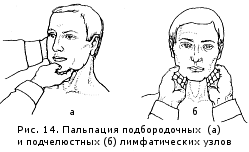 а
б
Рис. 14. Пальпация подбородочных (а)
и подчелюстных (б) лимфатических узлов